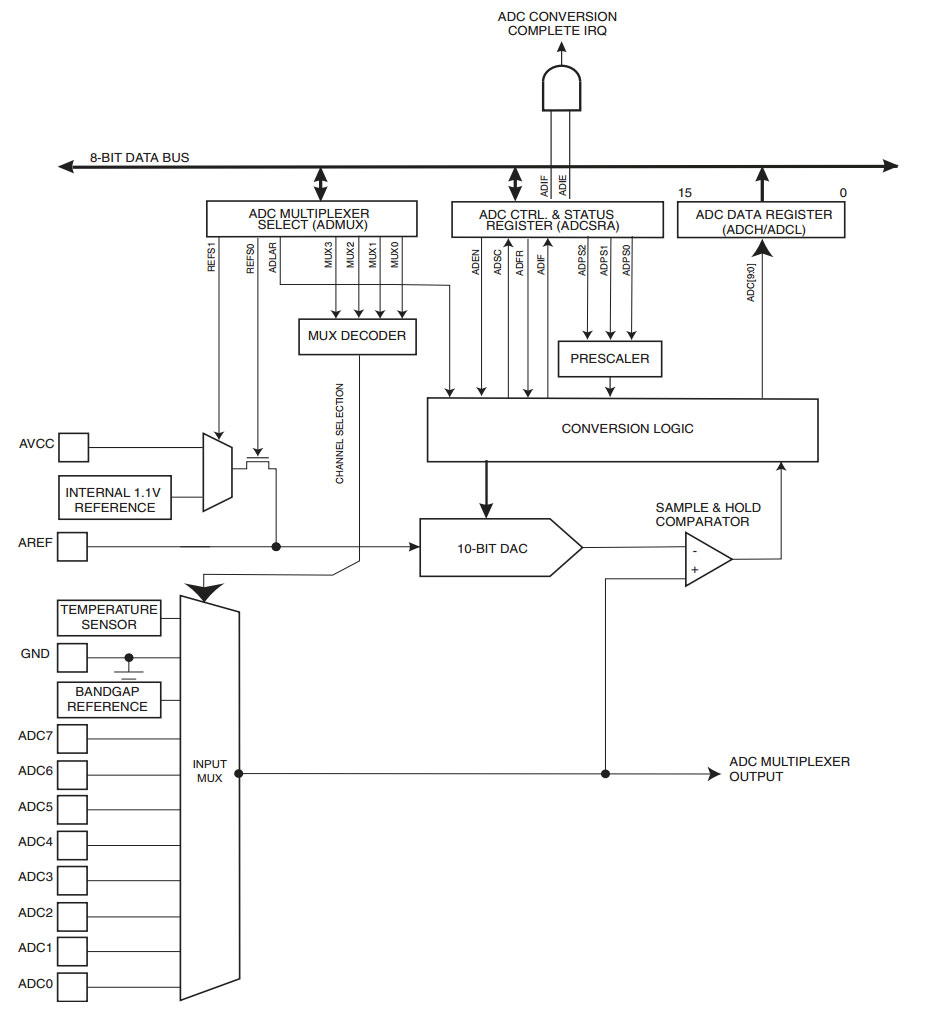 ADC CONVERSION
COMPLETE IRQ
8-BIT DATA BUS
ADIF
ADIE
15
0
ADC MULTIPLEXER
SELECT (ADMUX)
ADC CTRL. & STATUS
REGISTER (ADCSRA)
ADC DATA REGISTER
(ADCH/ADCL)
REFS1
REFS0
ADLAR
MUX3
MUX2
MUX1
MUX0
ADEN
ADSC
ADFR
ADIF
ADPS2
ADPS1
ADPS0
ADC[9:0]
MUX DECODER
PRESCALER
CHANNEL SELECTION
CONVERSION LOGIC
AVCC
INTERNAL 1.1V
REFERENCE
SAMPLE & HOLD
COMPARATOR
AREF
10-BIT DAC
-
+
TEMPERATURE
SENSOR
GND
BANDGAP
REFERENCE
ADC7
ADC6
ADC5
ADC4
ADC3
ADC2
ADC1
ADC0
INPUT
MUX
ADC MULTIPLEXER
OUTPUT